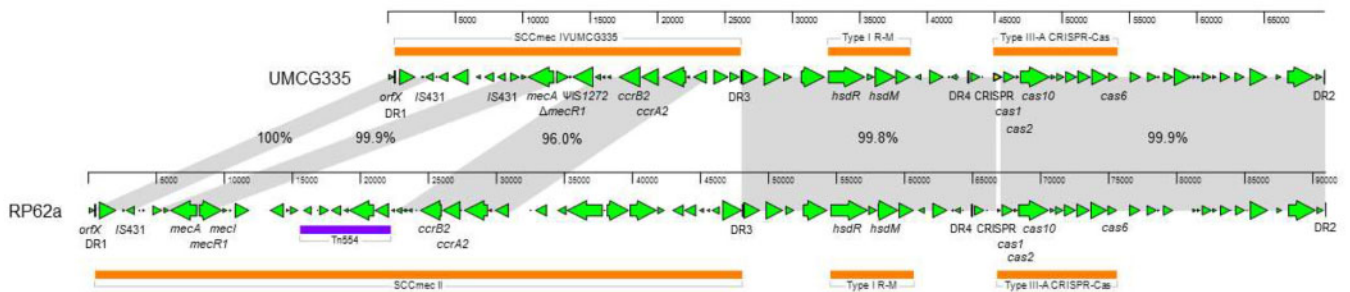 5000 10000 15000 20000 25000 30000 35000 40000 45000 50000 55000 60000 65000
SCCmec IVUMCG335 Type I R-M Type III-A CRISPR-Cas
UMCG335
orfX IS431 IS431 mecA ΨIS1272 ccrB2 DR3 hsdR hsdM DR4 CRISPR cas10 cas6 DR2
DR1 ΔmecR1 ccrA2 cas1
cas2
100% 99.9% 96.0% 99.8% 99.9%
5000 10000 15000 20000 25000 30000 35000 40000 45000 50000 55000 60000 65000 70000 75000 80000 85000 90000
RP62a
orfX IS431 mecA mecI ccrB2 DR3 hsdR hsdM DR4 CRISPR cas10 cas6 DR2
DR1 mecR1 Tn554 ccrA2 cas1
cas2
SCCmec II Type I R-M Type III-A CRISPR-Cas